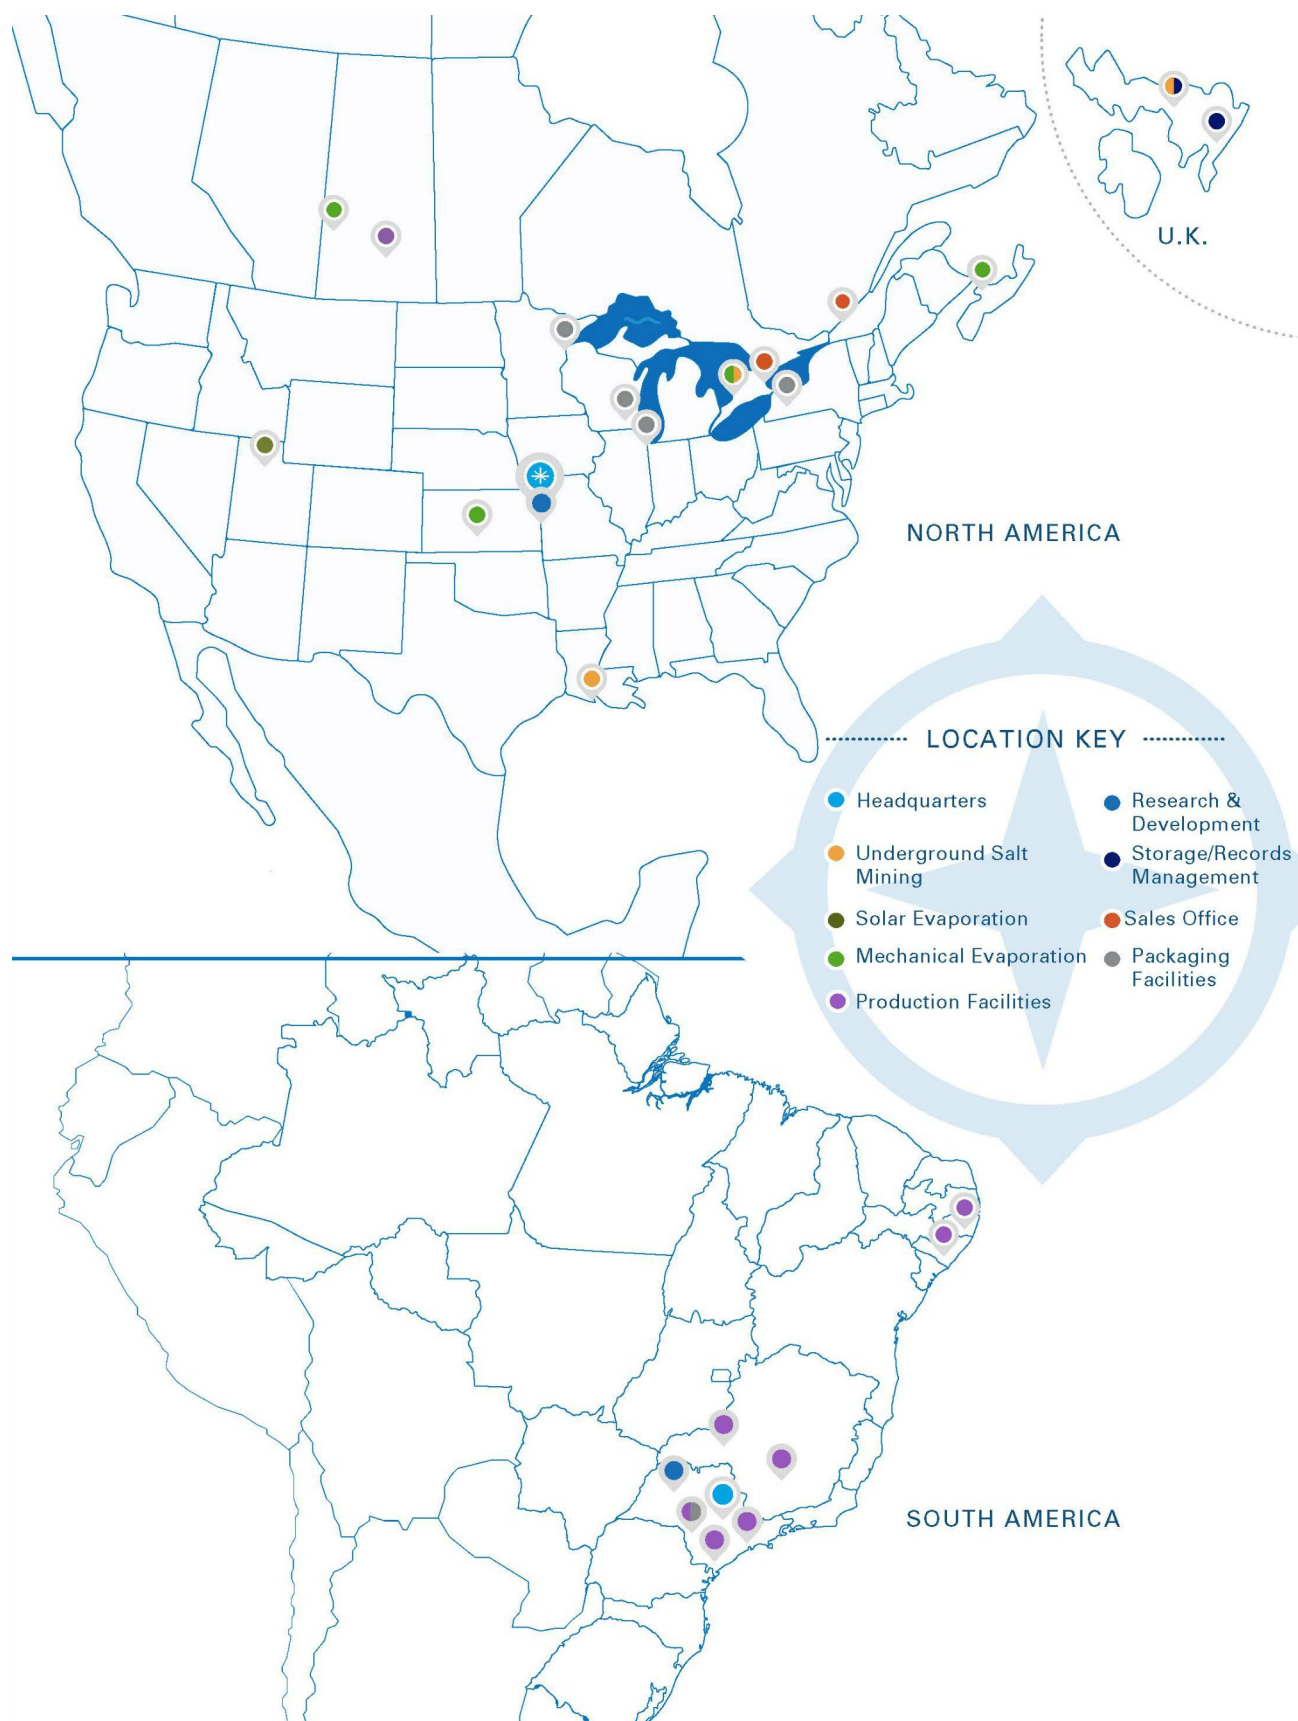 U.K.
NORTH AMERICA
LOCATION KEY
Headquarters
Underground Salt
Mining
Solar Evaporation
Mechanical Evaporation
Production Facilities
Research &
Development
Storage/Records
Management
Sales Office
Packaging
Facilities
SOUTH AMERICA